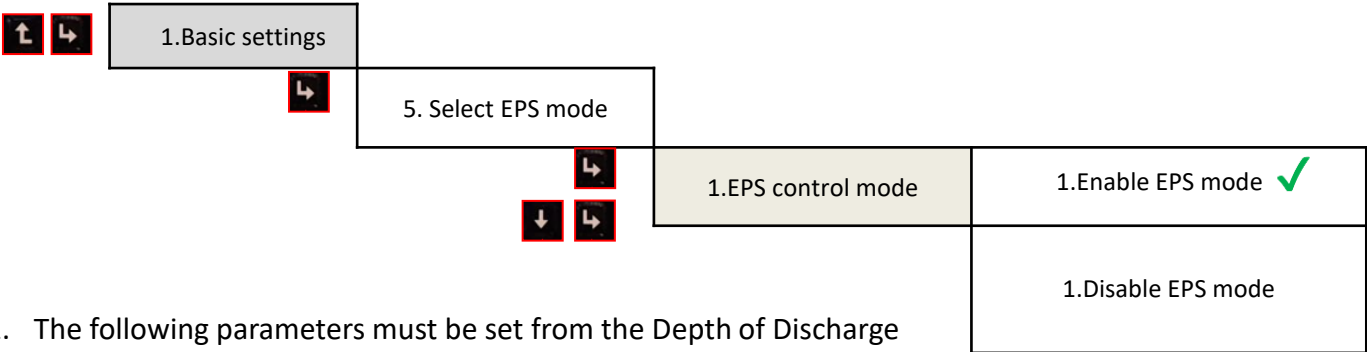 1.Basic settings
5. Select EPS mode
1.EPS control mode
1.Enable EPS mode
1.Disable EPS mode
. The following parameters must be set from the Depth of Discharge